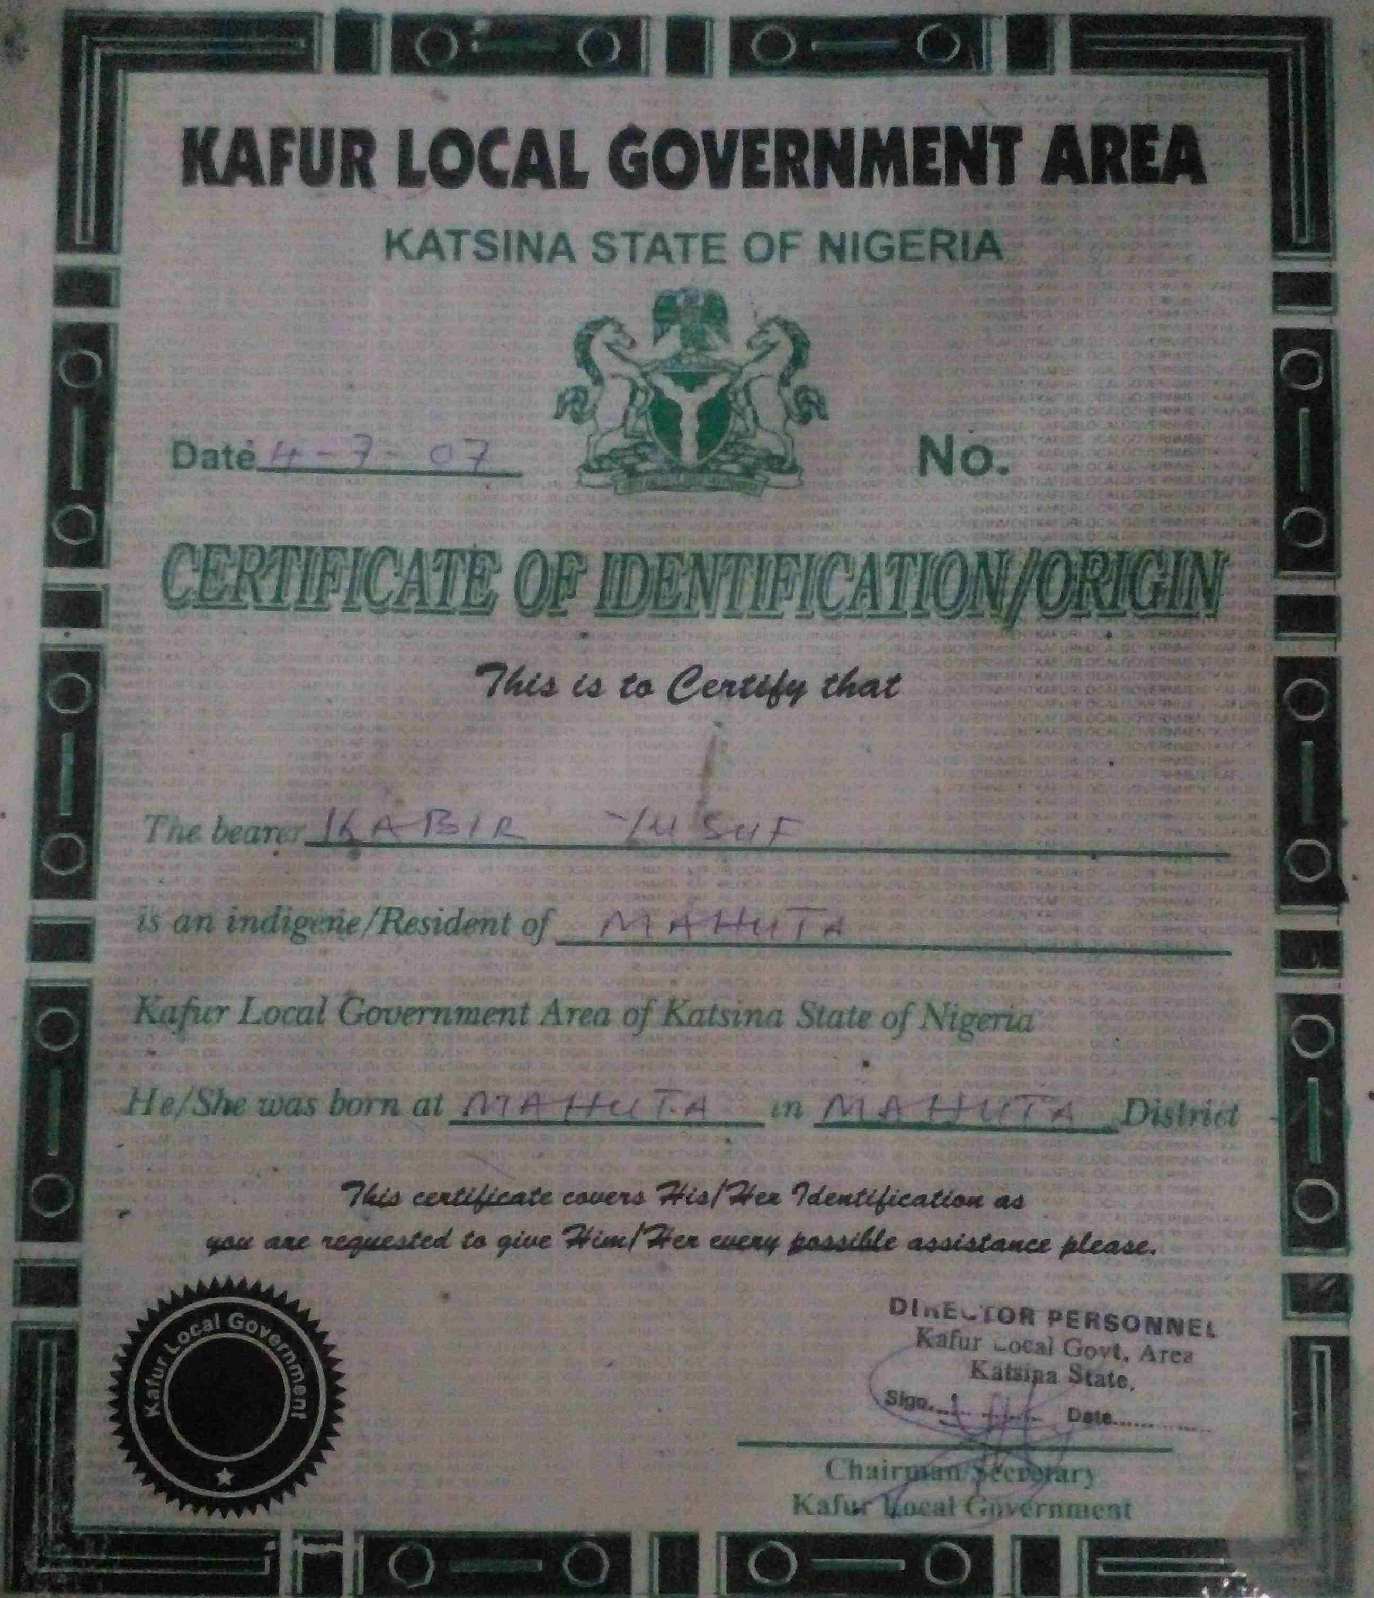 KAFUR LOCAL GOVERNMENT AREA
KATSINA STATE OF NIGERIA
Date 4-7-07
No.
CERTIFICATE OF IDENTIFICATION/ORIGIN
This is to Certify that
The bearer KABIR YUSUF
is an indigene/Resident of MAHUTA
Kafur Local Government Area of Katsina State of Nigeria
He/She was born at MAHUTA in MAHUTA District
This certificate covers His/Her Identification as
you are requested to give Him/Her every possible assistance please.
Kafur Local Government
DIRECTOR PERSONNEL
Kafur Local Govt. Area
Katsina State.
Sign......... Date............
Chairman/Secretary
Kafur Local Government